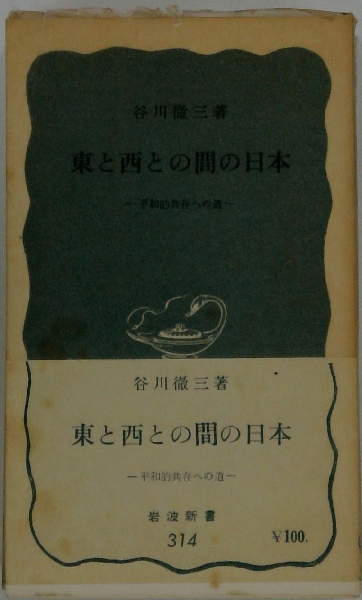 谷川徹三著
東と西との間の日本
—平和的共存への道—
谷川徹三著
東と西との間の日本
—平和的共存への道—
岩波新書
314
¥100.